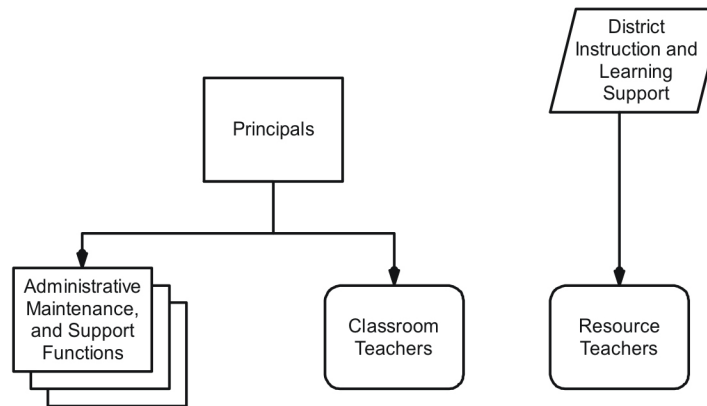 District
Instruction and
Learning
Support
Principals
Administrative
Maintenance,
and Support
Functions
Classroom
Teachers
Resource
Teachers